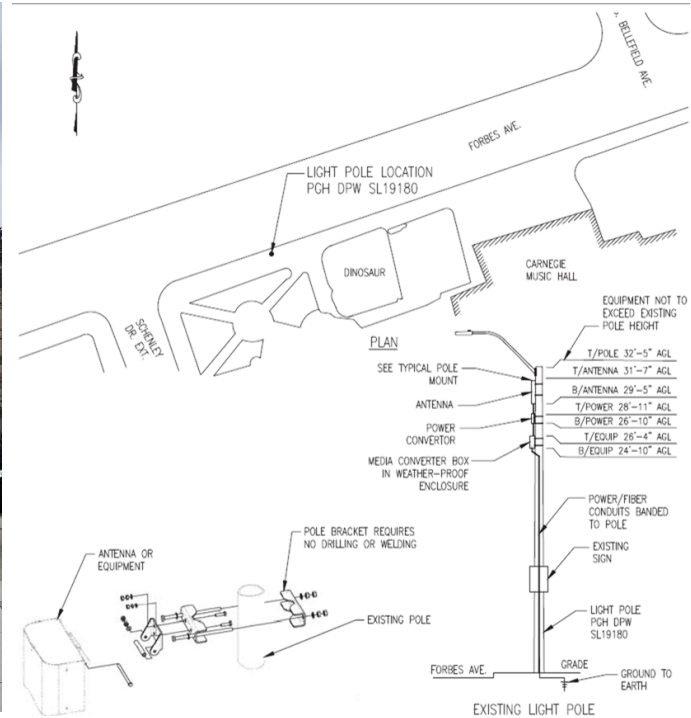 S. BELLEFIELD AVE.
FORBES AVE.
LIGHT POLE LOCATION
PGH DPW SL19180
DINOSAUR
CARNEGIE
MUSIC HALL
SCHENLEY
DR. EXT.
PLAN
EQUIPMENT NOT TO
EXCEED EXISTING
POLE HEIGHT
SEE TYPICAL POLE
MOUNT
ANTENNA
POWER
CONVERTOR
MEDIA CONVERTER BOX
IN WEATHER-PROOF
ENCLOSURE
T/POLE 32'-5" AGL
T/ANTENNA 31'-7" AGL
B/ANTENNA 29'-5" AGL
T/POWER 28'-11" AGL
B/POWER 26'-10" AGL
T/EQUIP 26'-4" AGL
B/EQUIP 24'-10" AGL
POWER/FIBER
CONDUITS BANDED
TO POLE
EXISTING
SIGN
LIGHT POLE
PGH DPW
SL19180
ANTENNA OR
EQUIPMENT
POLE BRACKET REQUIRES
NO DRILLING OR WELDING
EXISTING POLE
FORBES AVE.
GRADE
GROUND TO
EARTH
EXISTING LIGHT POLE